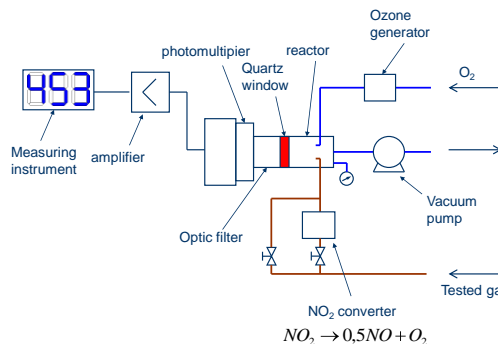 Ozone
generator
photomultipier
reactor
Quartz
window
O2
453
Measuring
instrument
amplifier
Vacuum
pump
Optic filter
Tested ga
NO2 converter
NO2 → 0,5NO + O2